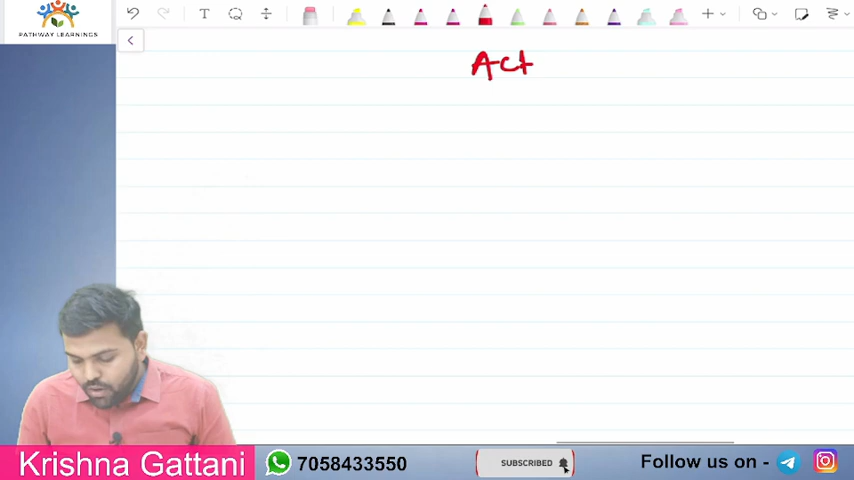 PATHWAY LEARNINGS
T
Act
Krishna Gattani
7058433550
SUBSCRIBED
Follow us on -